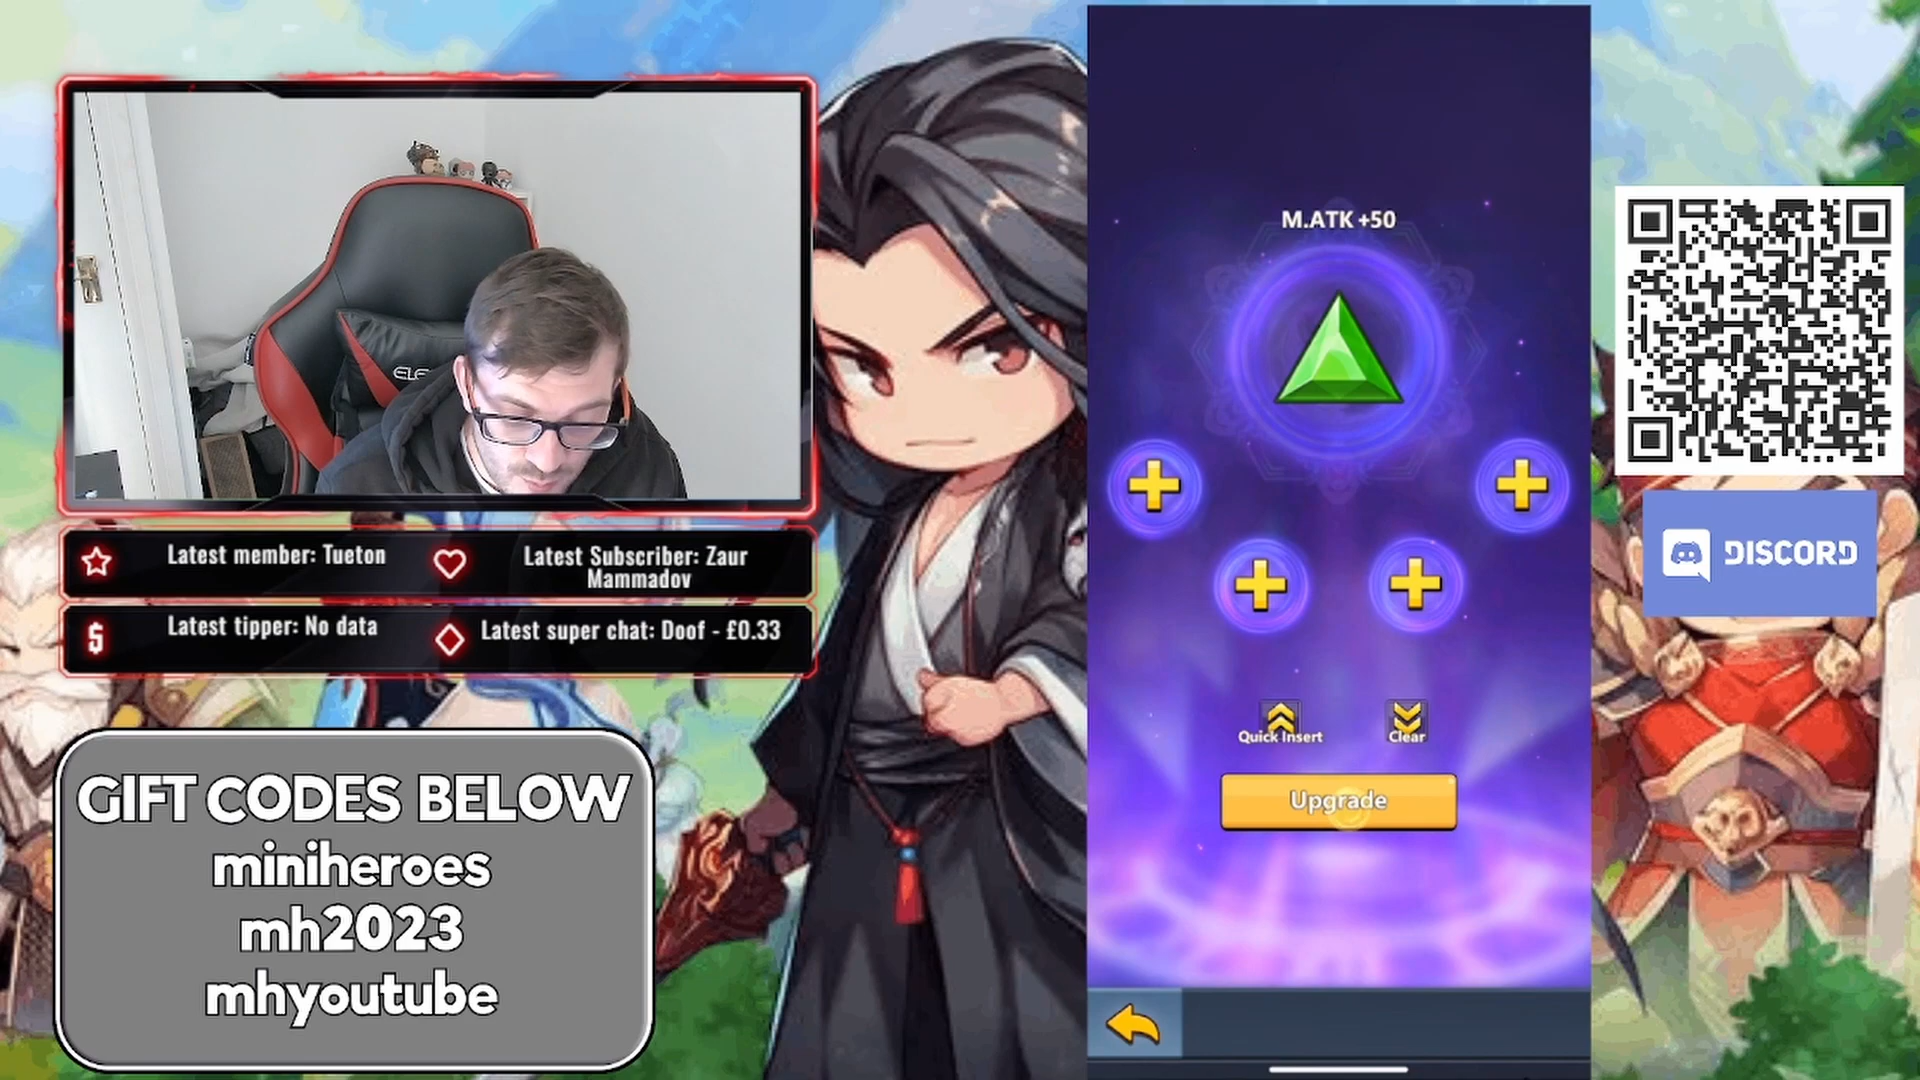 M.ATK +50
ELE
Latest member: Tueton
Latest Subscriber: Zaur
Mammadov
Latest tipper: No data
Latest super chat: Doof - £0.33
DISCORD
Quick Insert
Clear
Upgrade
GIFT CODES BELOW
miniheroes
mh2023
mhyoutube